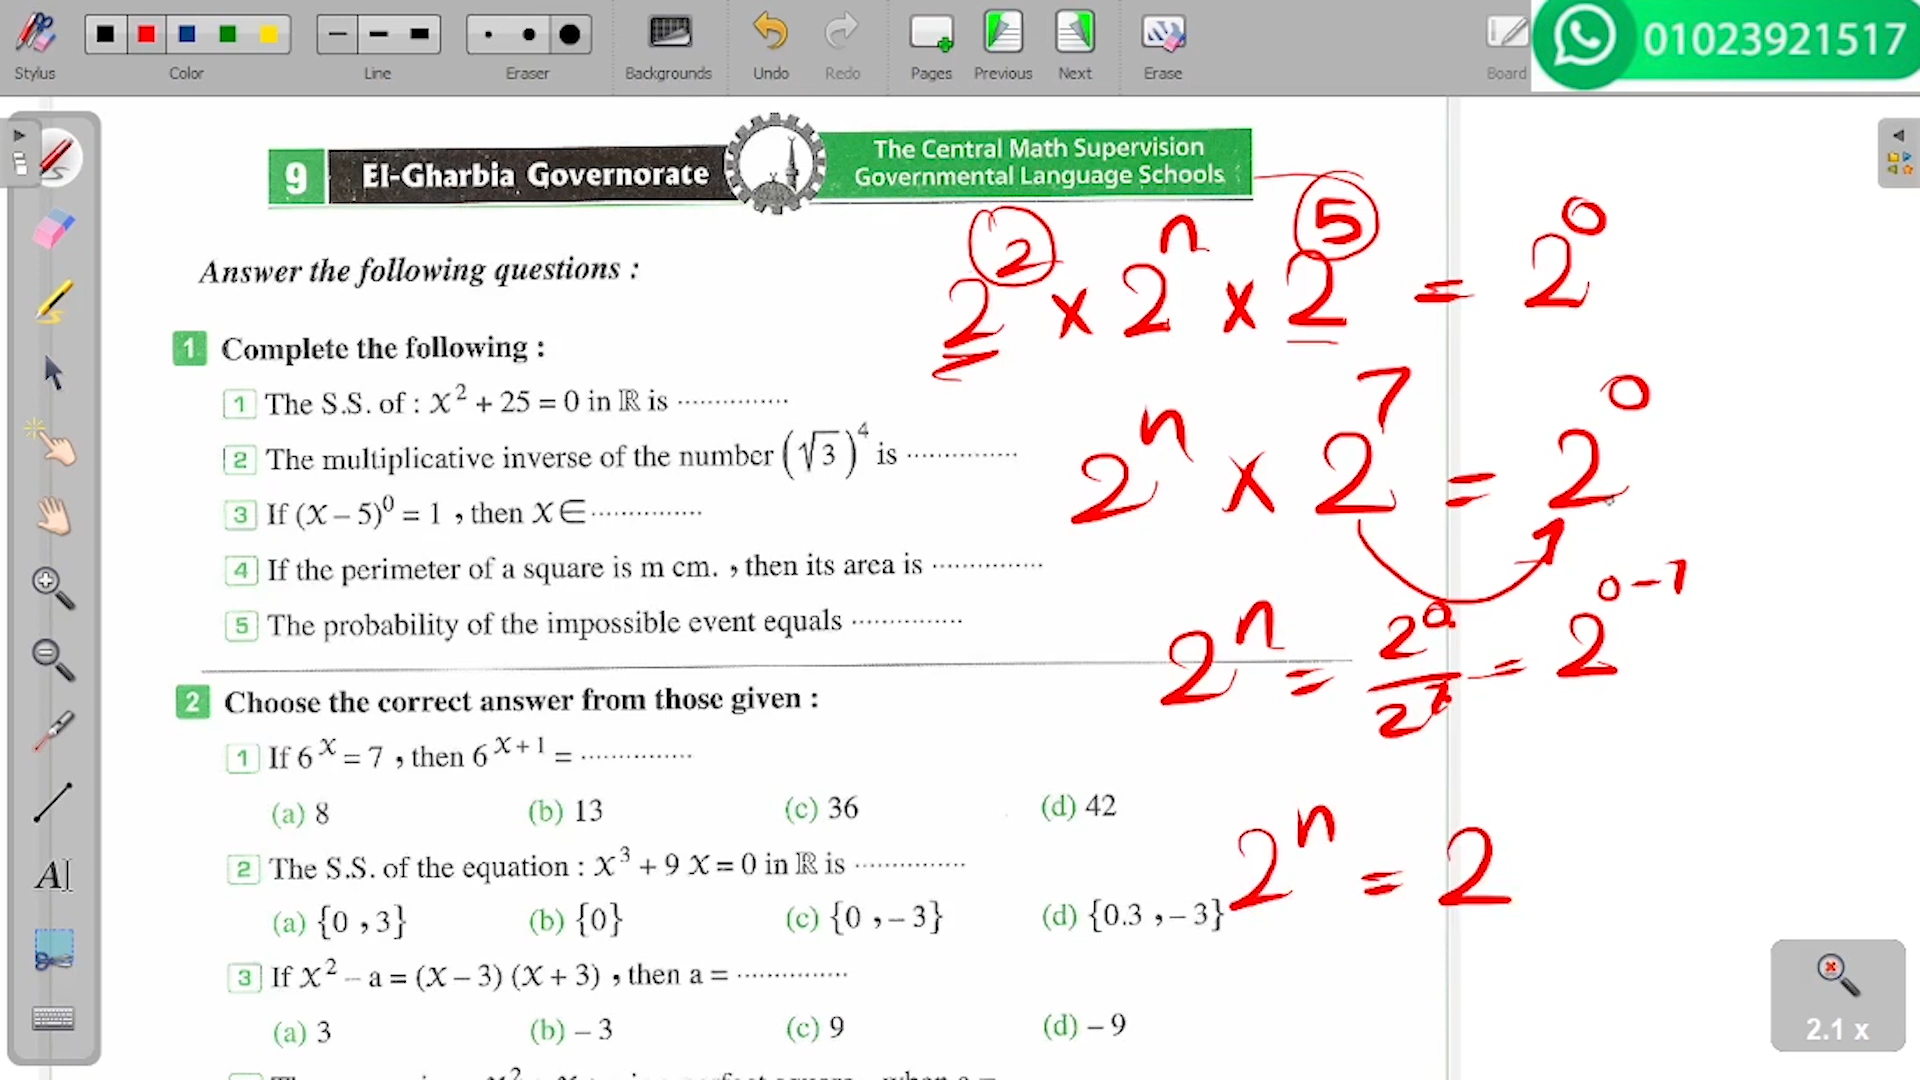 Stylus
Color
Line
Eraser
Backgrounds
Undo
Redo
Pages
Previous
Next
Erase
Board
01023921517
9 El-Gharbia Governorate
The Central Math Supervision
Governmental Language Schools
Answer the following questions :
1 Complete the following :
1 The S.S. of : x² + 25 = 0 in ℝ is ..............
2 The multiplicative inverse of the number (√3)⁴ is ..............
3 If (x – 5)⁰ = 1 , then x ∈ ..............
4 If the perimeter of a square is m cm. , then its area is ..............
5 The probability of the impossible event equals ..............
2 Choose the correct answer from those given :
1 If 6^x = 7 , then 6^(x + 1) = ..............
(a) 8 (b) 13 (c) 36 (d) 42
2 The S.S. of the equation : x³ + 9 x = 0 in ℝ is ..............
(a) {0 , 3} (b) {0} (c) {0 , – 3} (d) {0.3 , – 3}
3 If x² – a = (x – 3) (x + 3) , then a = ..............
(a) 3 (b) – 3 (c) 9 (d) – 9
2² × 2ⁿ × 2⁵ = 2⁰
2ⁿ × 2⁷ = 2⁰
2ⁿ = 2⁰/2⁷ = 2⁰⁻⁷
2ⁿ = 2
A
2.1 x